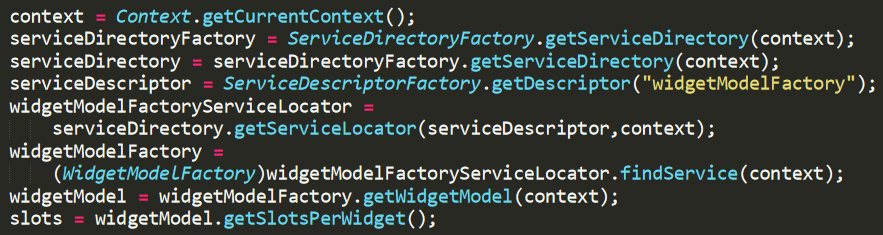 context = Context.getCurrentContext();
serviceDirectoryFactory = ServiceDirectoryFactory.getServiceDirectory(context);
serviceDirectory = serviceDirectoryFactory.getServiceDirectory(context);
serviceDescriptor = ServiceDescriptorFactory.getDescriptor("widgetModelFactory");
widgetModelFactoryServiceLocator =
    serviceDirectory.getServiceLocator(serviceDescriptor,context);
widgetModelFactory =
    (WidgetModelFactory)widgetModelFactoryServiceLocator.findService(context);
widgetModel = widgetModelFactory.getWidgetModel(context);
slots = widgetModel.getSlotsPerWidget();